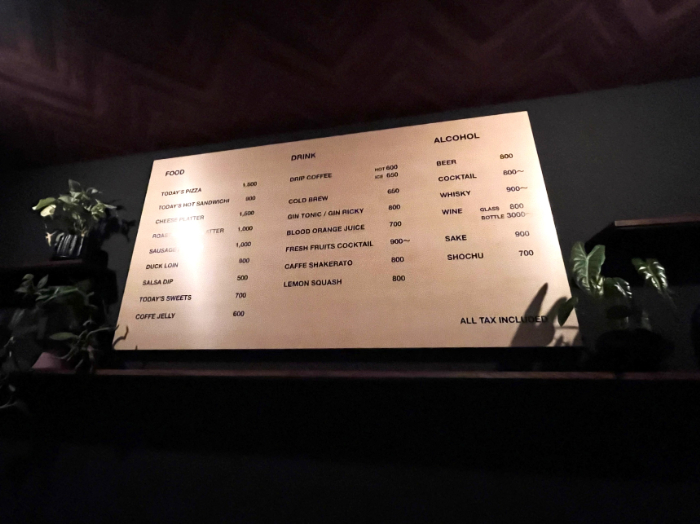 FOOD
TODAY'S PIZZA 1,500
TODAY'S HOT SANDWICH 900
CHEESE PLATTER 1,500
1,000
SAUSAGE 1,000
DUCK LOIN 800
SALSA DIP 500
TODAY'S SWEETS 700
COFFE JELLY 600
DRINK
DRIP COFFEE HOT 600
ICE 650
COLD BREW 650
GIN TONIC / GIN RICKY 800
BLOOD ORANGE JUICE 700
FRESH FRUITS COCKTAIL 900~
CAFFE SHAKERATO 800
LEMON SQUASH 800
ALCOHOL
BEER 800
COCKTAIL 800~
WHISKY 900~
WINE GLASS 800
BOTTLE 3000~
SAKE 900
SHOCHU 700
ALL TAX INCLUDED